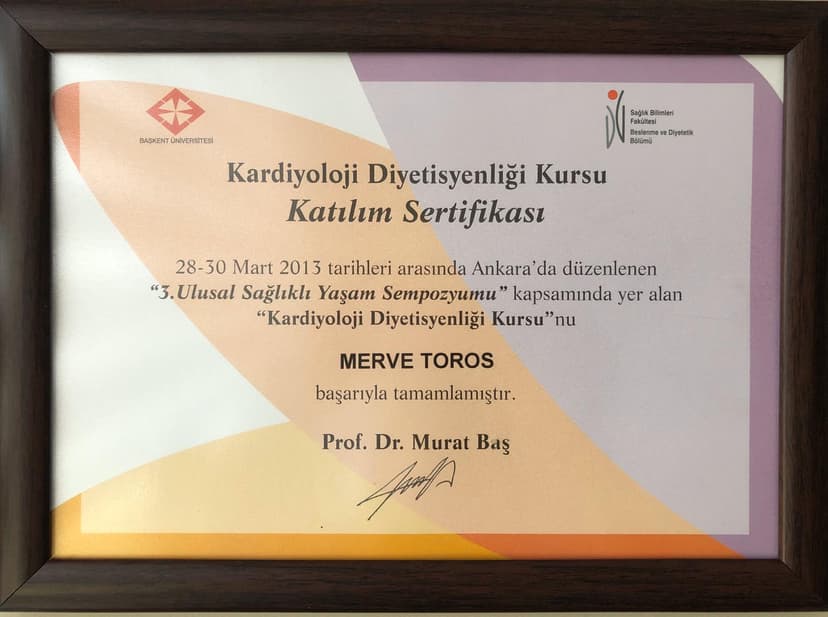 BAŞKENT ÜNİVERSİTESİ
Sağlık Bilimleri
Fakültesi
Beslenme ve Diyetetik
Bölümü
Kardiyoloji Diyetisyenliği Kursu
Katılım Sertifikası
28-30 Mart 2013 tarihleri arasında Ankara’da düzenlenen
“3.Ulusal Sağlıklı Yaşam Sempozyumu” kapsamında yer alan
“Kardiyoloji Diyetisyenliği Kursu”nu
MERVE TOROS
başarıyla tamamlamıştır.
Prof. Dr. Murat Baş